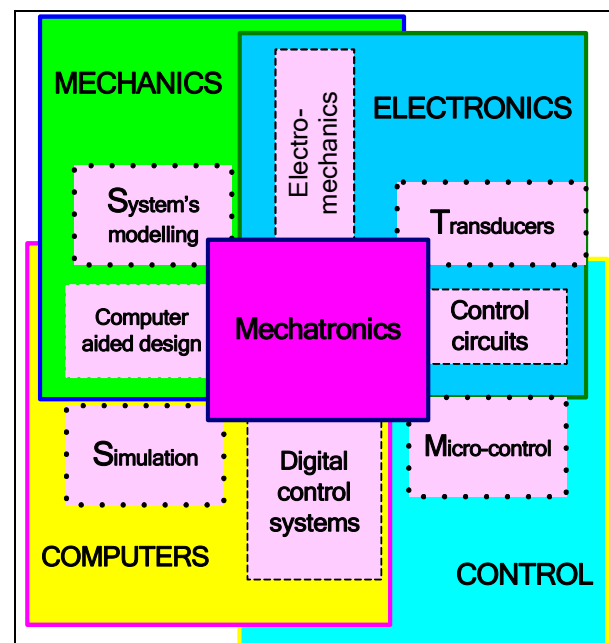 MECHANICS
ELECTRONICS
Electro-
mechanics
System's
modelling
Transducers
Computer
aided design
Mechatronics
Control
circuits
Simulation
Digital
control
systems
Micro-control
COMPUTERS
CONTROL